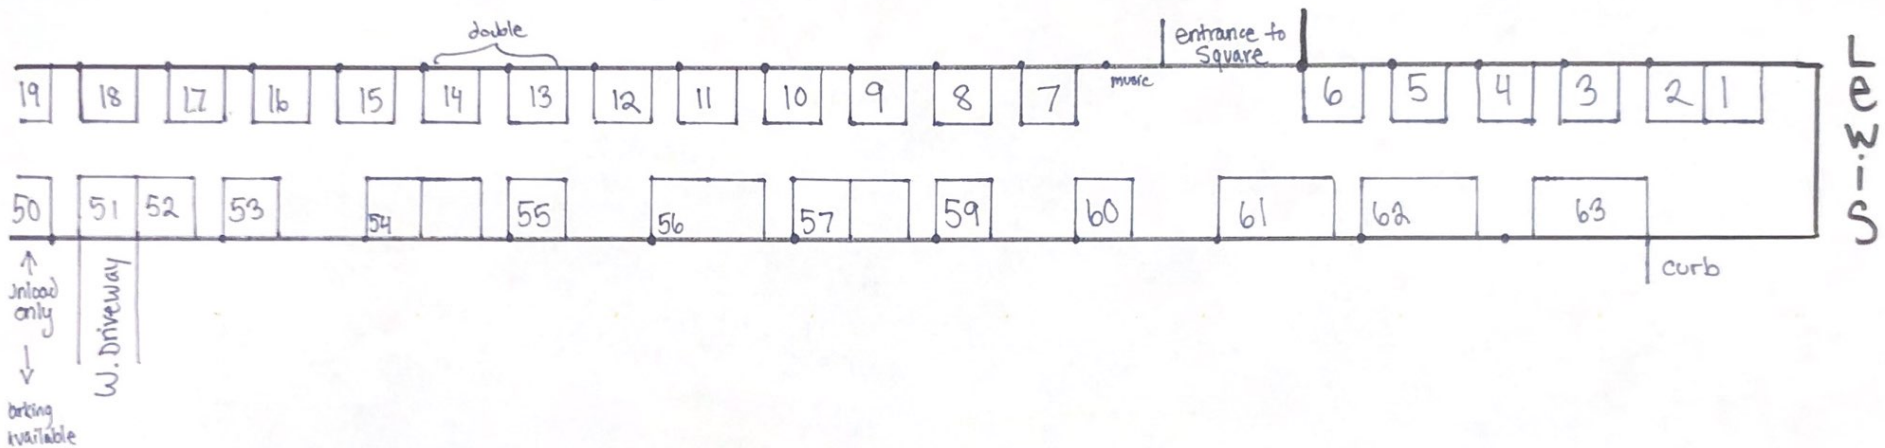 double
entrance to
Square
music
19 18 17 16 15 14 13 12 11 10 9 8 7 6 5 4 3 2 1
Lewis
50 51 52 53 54 55 56 57 59 60 61 62 63
curb
only
W. Driveway